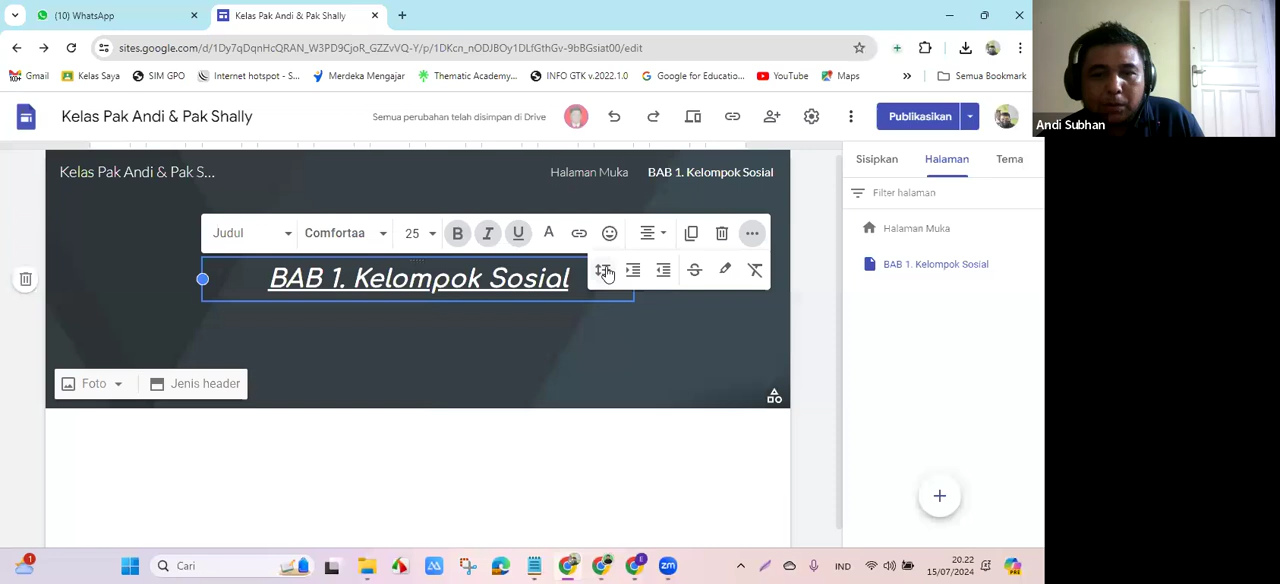 (10) WhatsApp
Kelas Pak Andi & Pak Shally
sites.google.com/d/1Dy7qDqnHcQRAN_W3PD9CjoR_GZZvVQ-Y/p/1DKcn_nODJBOy1DLfGthGv-9bBGsiat00/edit
Gmail
Kelas Saya
SIM GPO
Internet hotspot - S...
Merdeka Mengajar
Thematic Academy...
INFO GTK v.2022.1.0
Google for Educatio...
YouTube
Maps
Semua Bookmark
Kelas Pak Andi & Pak Shally
Semua perubahan telah disimpan di Drive
Publikasikan
Andi Subhan
Sisipkan
Halaman
Tema
Kelas Pak Andi & Pak S...
Halaman Muka
BAB 1. Kelompok Sosial
Filter halaman
Judul
Comfortaa
25
Halaman Muka
BAB 1. Kelompok Sosial
BAB 1. Kelompok Sosial
Foto
Jenis header
Cari
IND
20.22
15/07/2024